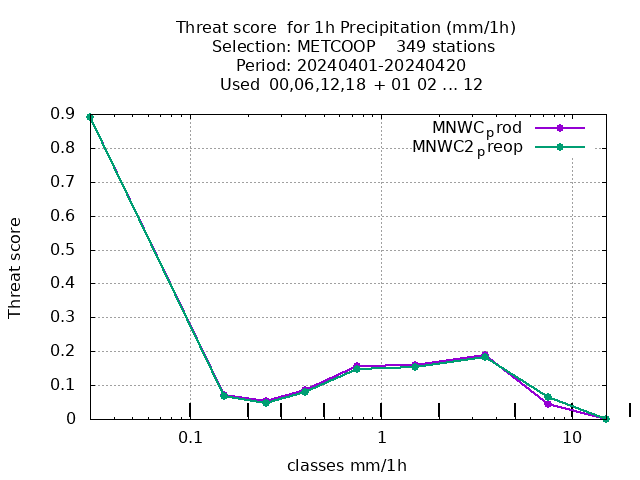 Threat score  for 1h Precipitation (mm/1h)
Selection: METCOOP    349 stations
Period: 20240401-20240420
Used  00,06,12,18 + 01 02 ... 12
MNWCprod
MNWC2preop
0.9
0.8
0.7
0.6
0.5
0.4
0.3
0.2
0.1
0
Threat score
0.1 1 10
classes mm/1h